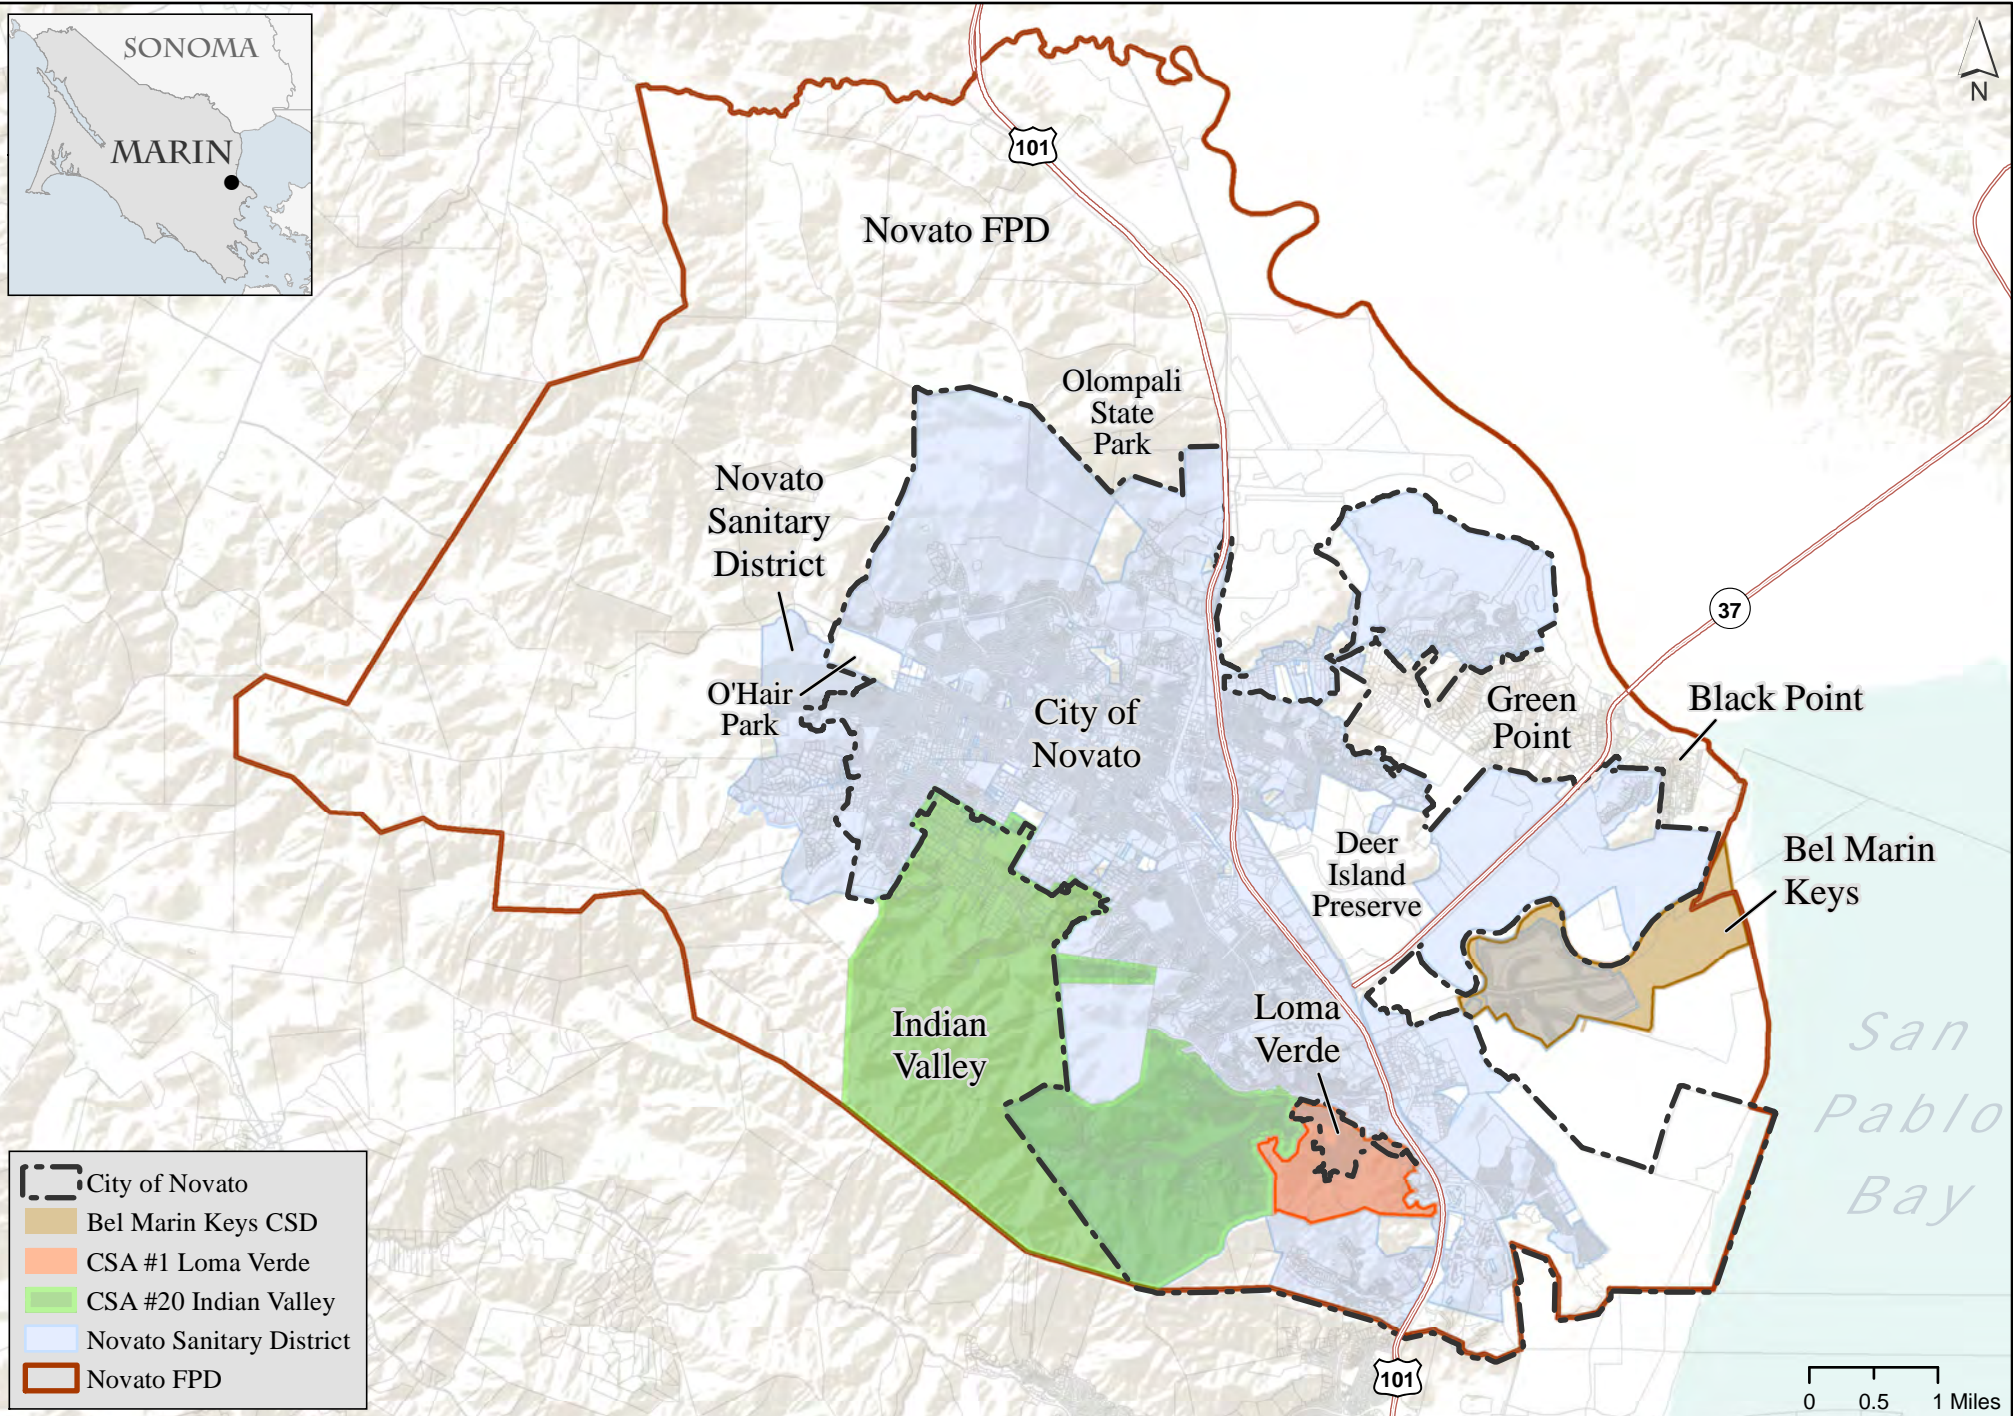 SONOMA
MARIN
N
101
Novato FPD
Olompali
State
Park
Novato
Sanitary
District
37
O'Hair
Park
City of
Novato
Green
Point
Black Point
Deer
Island
Preserve
Bel Marin
Keys
Indian
Valley
Loma
Verde
San
Pablo
Bay
City of Novato
Bel Marin Keys CSD
CSA #1 Loma Verde
CSA #20 Indian Valley
Novato Sanitary District
Novato FPD
101
0 0.5 1 Miles